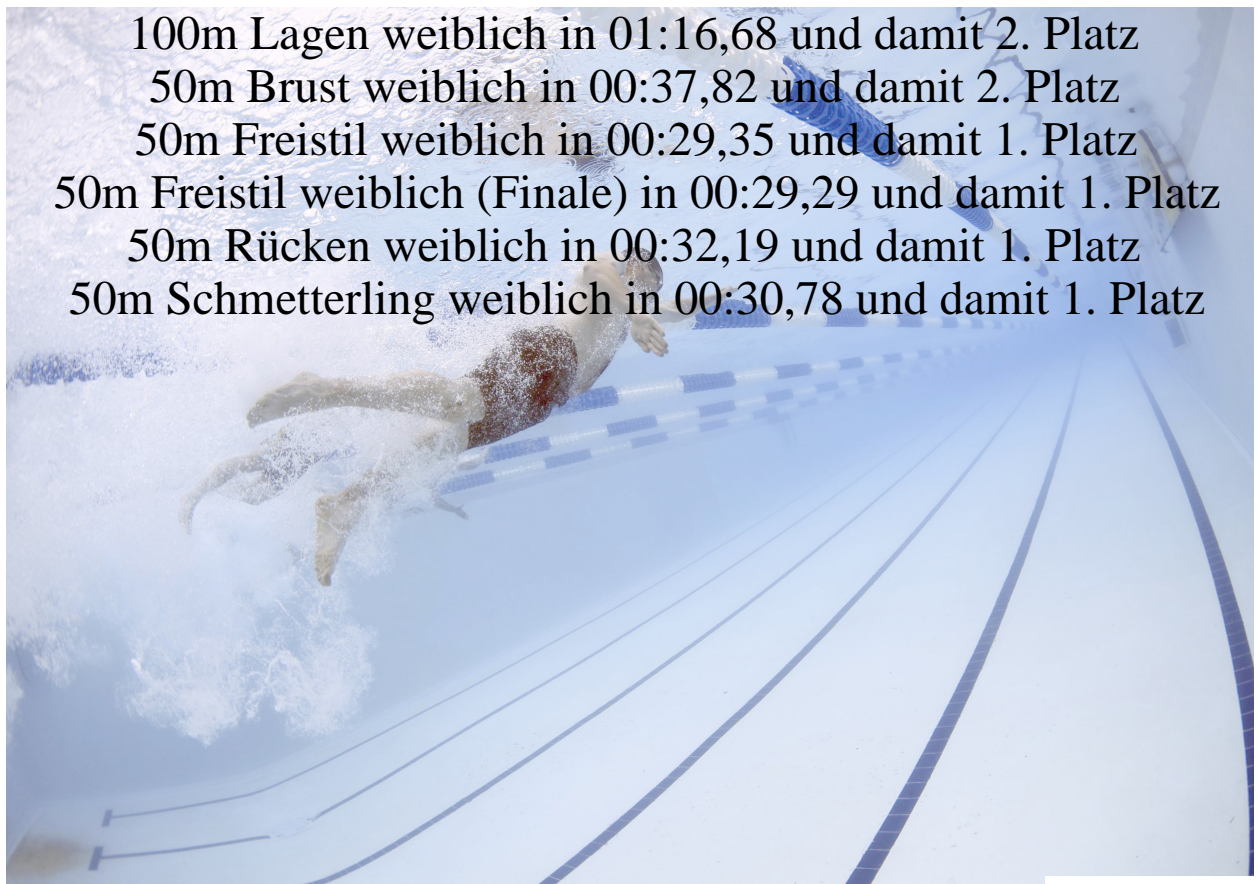 100m Lagen weiblich in 01:16,68 und damit 2. Platz
50m Brust weiblich in 00:37,82 und damit 2. Platz
50m Freistil weiblich in 00:29,35 und damit 1. Platz
50m Freistil weiblich (Finale) in 00:29,29 und damit 1. Platz
50m Rücken weiblich in 00:32,19 und damit 1. Platz
50m Schmetterling weiblich in 00:30,78 und damit 1. Platz